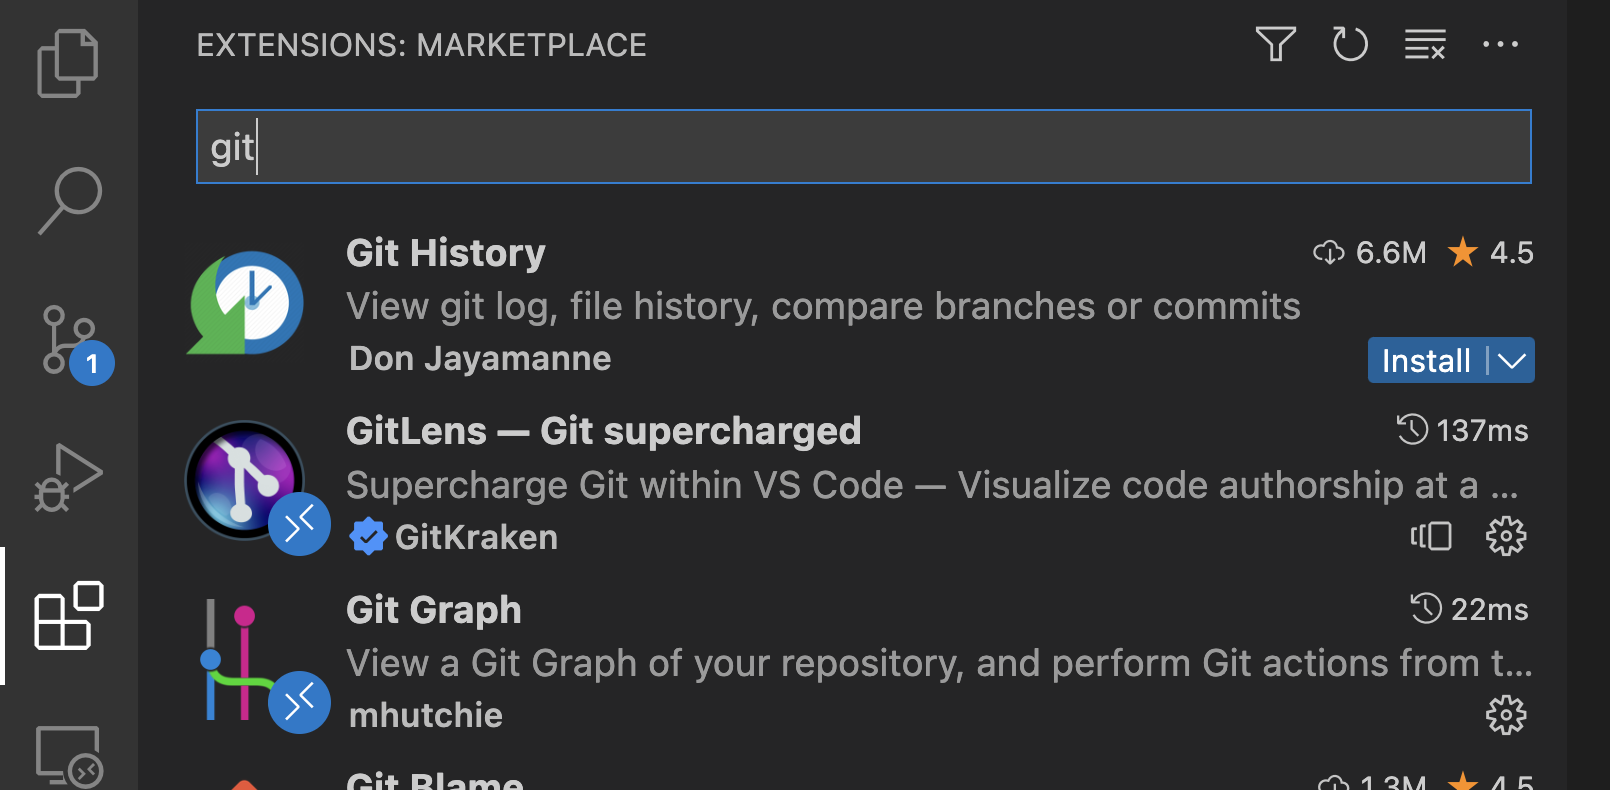 EXTENSIONS: MARKETPLACE
git
Git History 6.6M 4.5
View git log, file history, compare branches or commits
Don Jayamanne Install
GitLens — Git supercharged 137ms
Supercharge Git within VS Code — Visualize code authorship at a ...
1
GitKraken
Git Graph 22ms
View a Git Graph of your repository, and perform Git actions from t...
mhutchie
Git Blame 1.3M 4.5